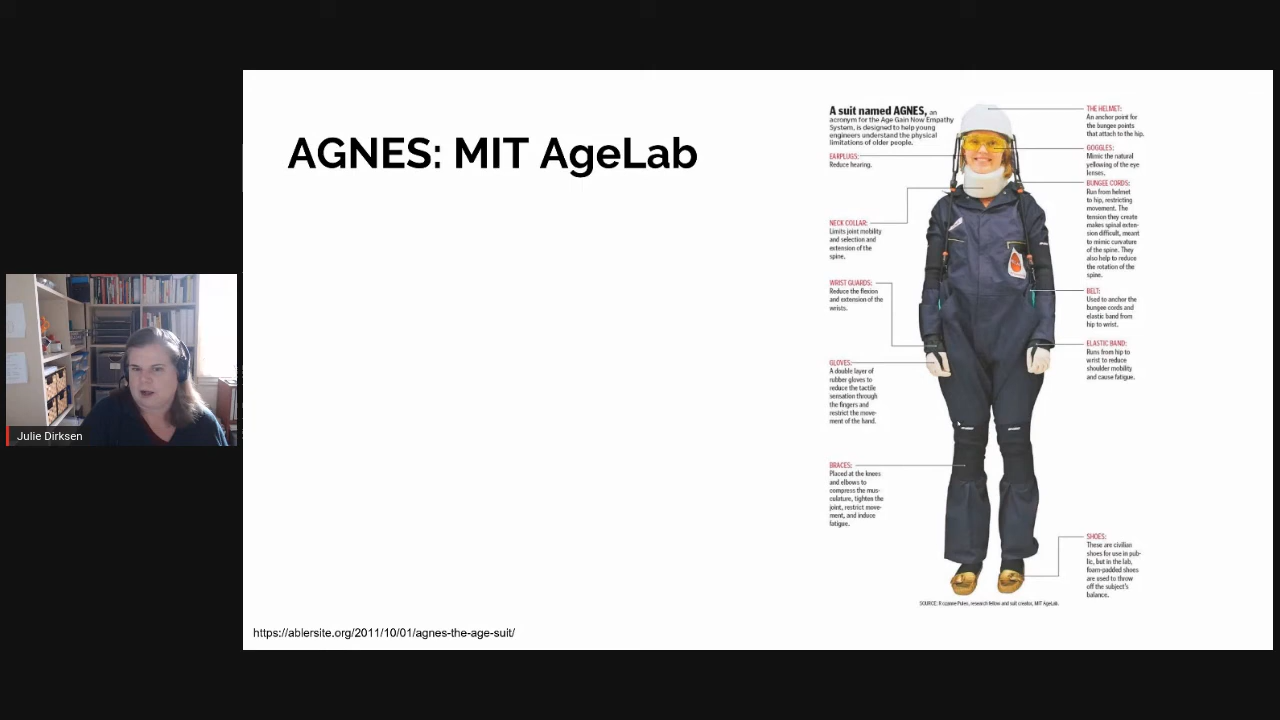 AGNES: MIT AgeLab
A suit named AGNES, an
acronym for the Age Gain Now Empathy
System, is designed to help young
engineers understand the physical
limitations of older people.
EARPLUGS:
Reduce hearing.
NECK COLLAR:
Limits joint mobility
and selection and
extension of the
spine.
WRIST GUARDS:
Reduce the flexion
and extension of the
wrists.
GLOVES:
A double layer of
rubber gloves to
reduce the tactile
sensation through
the fingers and
restrict the move-
ment of the hand.
BRACES:
Placed at the knees
and elbows to
compress the mus-
culature, tighten the
joint, restrict move-
ment, and induce
fatigue.
THE HELMET:
An anchor point for
the bungee points
that attach to the hip.
GOGGLES:
Mimic the natural
yellowing of the eye
lenses.
BUNGEE CORDS:
Run from helmet
to hip, restricting
movement. The
tension they create
makes spinal exten-
sion difficult, meant
to mimic curvature
of the spine. They
also help to reduce
the rotation of the
spine.
BELT:
Used to anchor the
bungee cords and
elastic band from
hip to wrist.
ELASTIC BAND:
Runs from hip to
wrist to reduce
shoulder mobility
and cause fatigue.
SHOES:
These are civilian
shoes for use in pub-
lic, but in the lab,
foam-padded shoes
are used to throw
off the subject's
balance.
SOURCE: research fellow and suit creator, MIT AgeLab.
https://ablersite.org/2011/10/01/agnes-the-age-suit/
Julie Dirksen